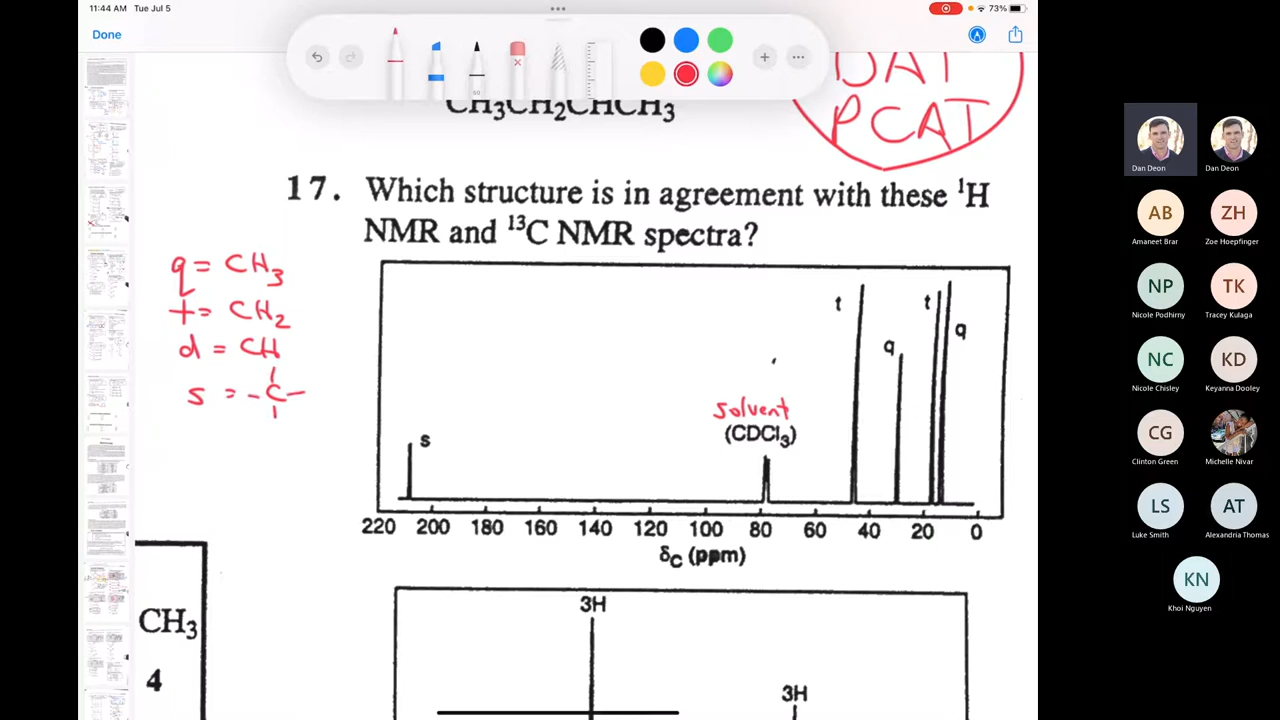 11:44 AM Tue Jul 5
73%
Done
CH3CH2CHCH3
DAT
PCAT
17. Which structure is in agreement with these ¹H
NMR and ¹³C NMR spectra?
q = CH3
t = CH2
d = CH
s = -C-
t
t
q
q
solvent
(CDCl3)
s
220 200 180 160 140 120 100 80 60 40 20 0
δC (ppm)
3H
3H
CH3
4
Dan Deon
Dan Deon
AB
Amaneet Brar
ZH
Zoe Hoepfinger
NP
Nicole Podhirny
TK
Tracey Kulaga
NC
Nicole Chisley
KD
Keyanna Dooley
CG
Clinton Green
Michelle Nivar
LS
Luke Smith
AT
Alexandria Thomas
KN
Khoi Nguyen